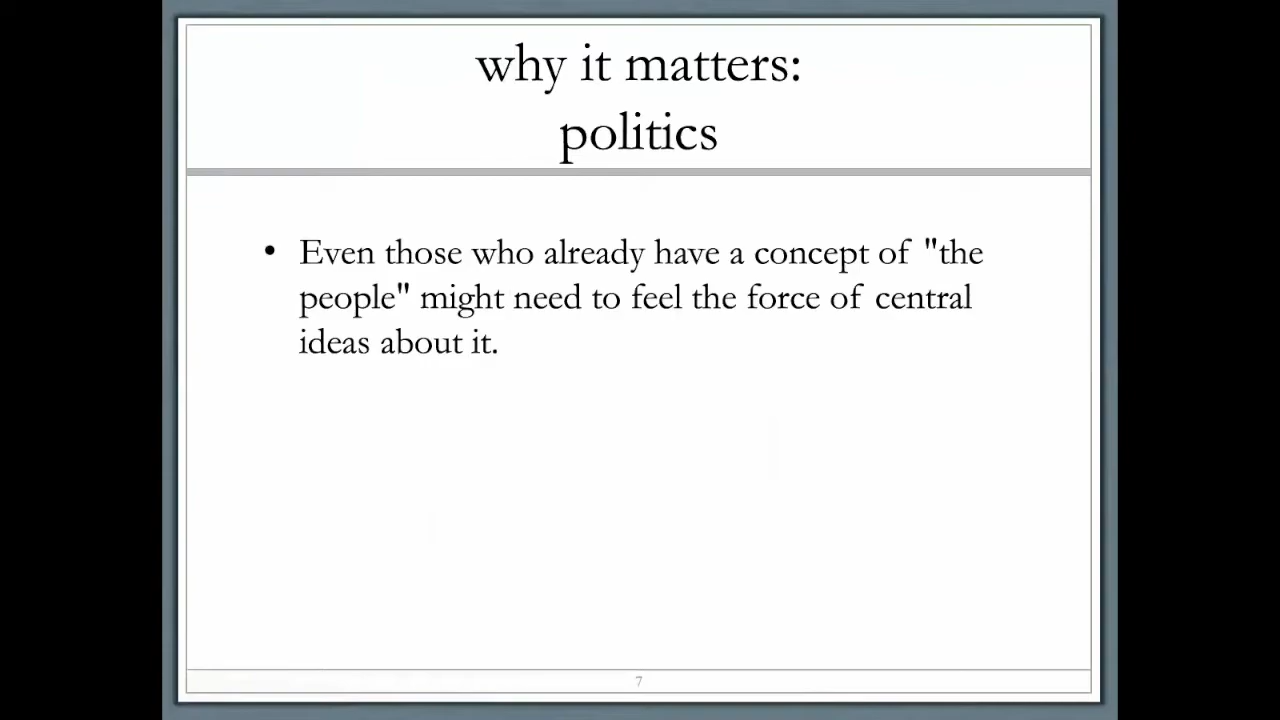 why it matters:
politics
• Even those who already have a concept of "the
people" might need to feel the force of central
ideas about it.
7